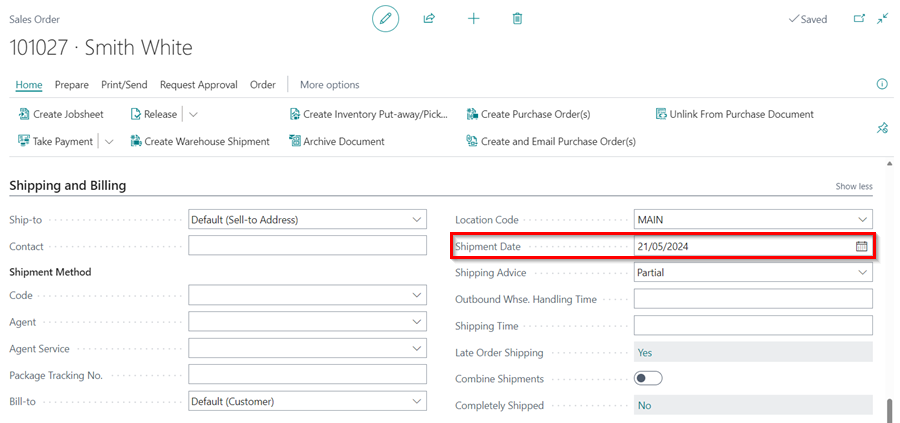 Sales Order
Saved
101027 · Smith White
Home Prepare Print/Send Request Approval Order More options
Create Jobsheet Release Create Inventory Put-away/Pick... Create Purchase Order(s) Unlink From Purchase Document
Take Payment Create Warehouse Shipment Archive Document Create and Email Purchase Order(s)
Shipping and Billing
Show less
Ship-to Default (Sell-to Address)
Contact
Shipment Method
Code
Agent
Agent Service
Package Tracking No.
Bill-to Default (Customer)
Location Code MAIN
Shipment Date 21/05/2024
Shipping Advice Partial
Outbound Whse. Handling Time
Shipping Time
Late Order Shipping Yes
Combine Shipments
Completely Shipped No